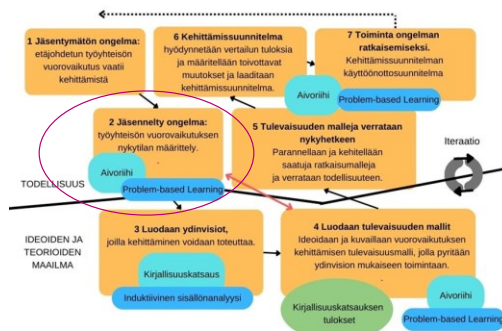 1 Jäsentymätön ongelma:
etäjohdetun työyhteisön
vuorovaikutus vaatii
kehittämistä
6 Kehittämissuunnitelma
hyödynnetään vertailun tuloksia
ja määritellään toivottavat
muutokset ja laaditaan
kehittämissuunnitelma.
7 Toiminta ongelman
ratkaisemiseksi.
Kehittämissuunnitelman
käyttöönottosuunnitelma
Aivoriihi
Problem-based Learning
2 Jäsennelty ongelma:
työyhteisön vuorovaikutuksen
nykytilan määrittely.
.
Aivoriihi
Problem-based Learning
5 Tulevaisuuden malleja verrataan
nykyhetkeen
Parannellaan ja kehitellään
saatuja ratkaisumalleja
ja verrataan todellisuuteen.
Iteraatio
TODELLISUUS
IDEOIDEN JA
TEORIOIDEN
MAAILMA
3 Luodaan ydinvisiot,
joilla kehittäminen voidaan toteuttaa.
Kirjallisuuskatsaus
Induktiivinen sisällönanalyysi
4 Luodaan tulevaisuuden mallit
Ideoidaan ja kuvaillaan vuorovaikutuksen
kehittämisen tulevaisuusmalli, jolla pyritään
ydinvision mukaiseen toimintaan.
.
Kirjallisuuskatsauksen
tulokset
Aivoriihi
Problem-based Learning